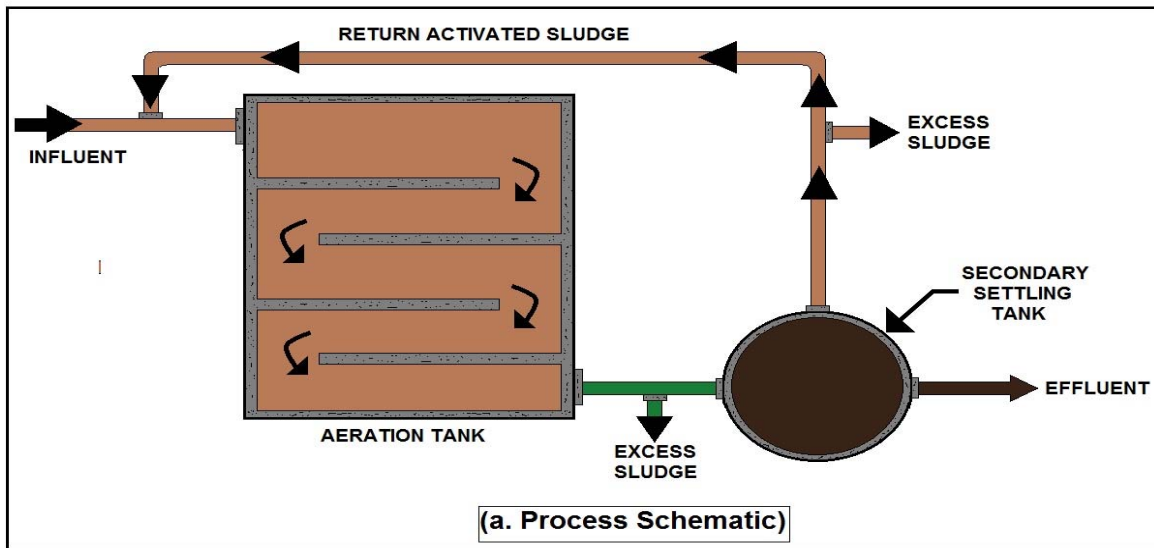 RETURN ACTIVATED SLUDGE
EXCESS
SLUDGE
INFLUENT
SECONDARY
SETTLING
TANK
EFFLUENT
AERATION TANK
EXCESS
SLUDGE
(a. Process Schematic)